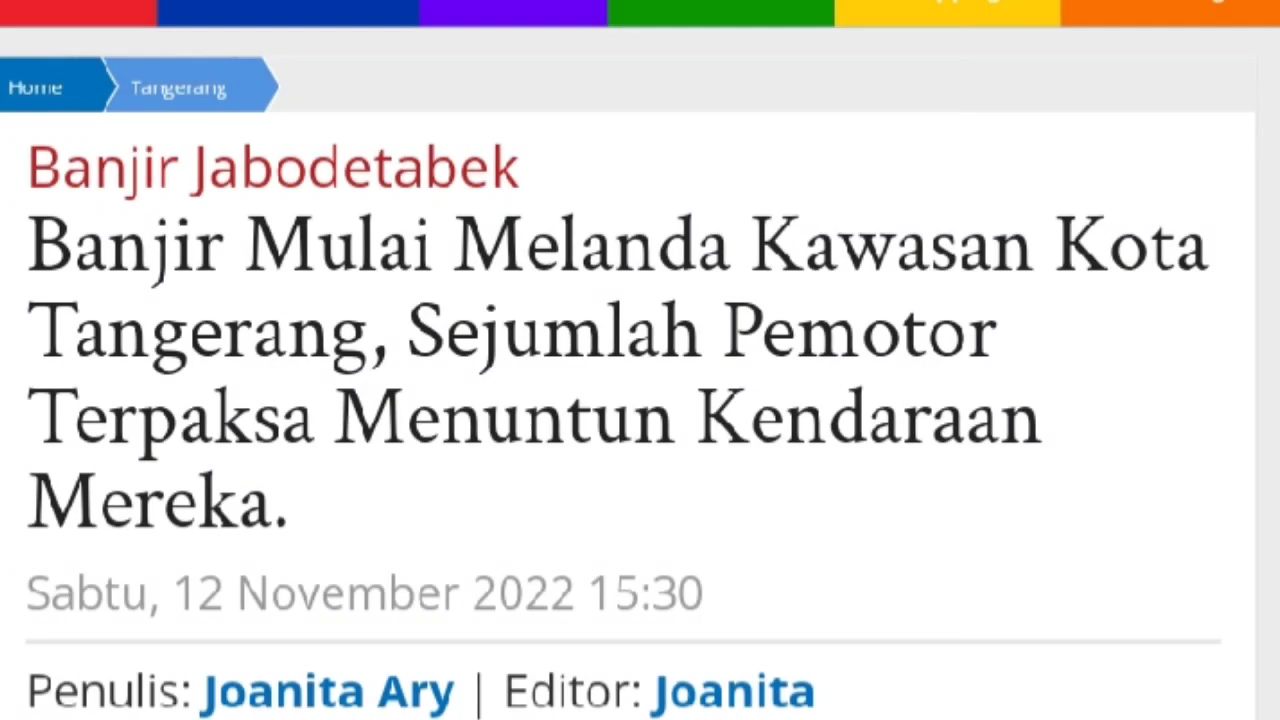 Home
Tangerang
Banjir Jabodetabek
Banjir Mulai Melanda Kawasan Kota
Tangerang, Sejumlah Pemotor
Terpaksa Menuntun Kendaraan
Mereka.
Sabtu, 12 November 2022 15:30
Penulis: Joanita Ary | Editor: Joanita